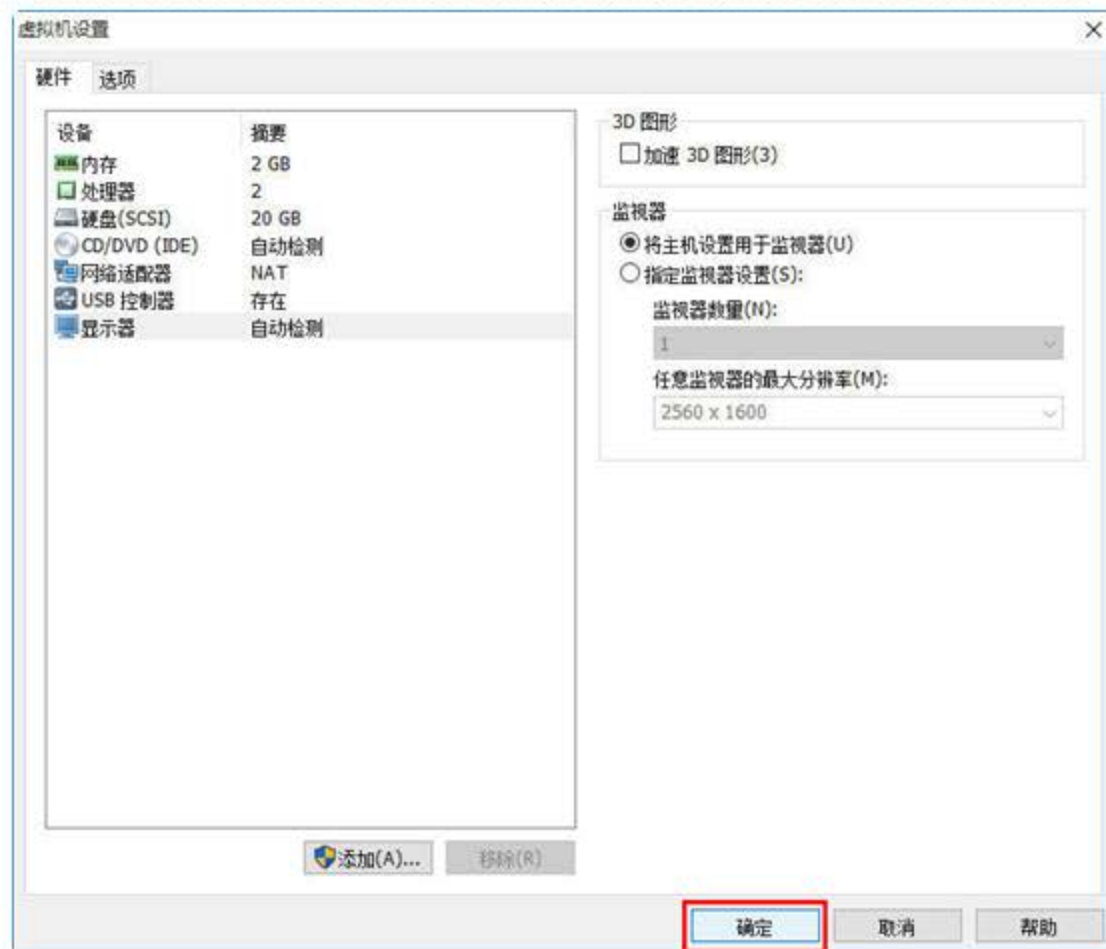 虚拟机设置
硬件 选项
设备 摘要
内存 2 GB
处理器 2
硬盘(SCSI) 20 GB
CD/DVD (IDE) 自动检测
网络适配器 NAT
USB 控制器 存在
显示器 自动检测
3D 图形
加速 3D 图形(3)
监视器
将主机设置用于监视器(U)
指定监视器设置(S):
监视器数量(N):
1
任意监视器的最大分辨率(M):
2560 x 1600
添加(A)... 移除(R)
确定 取消 帮助